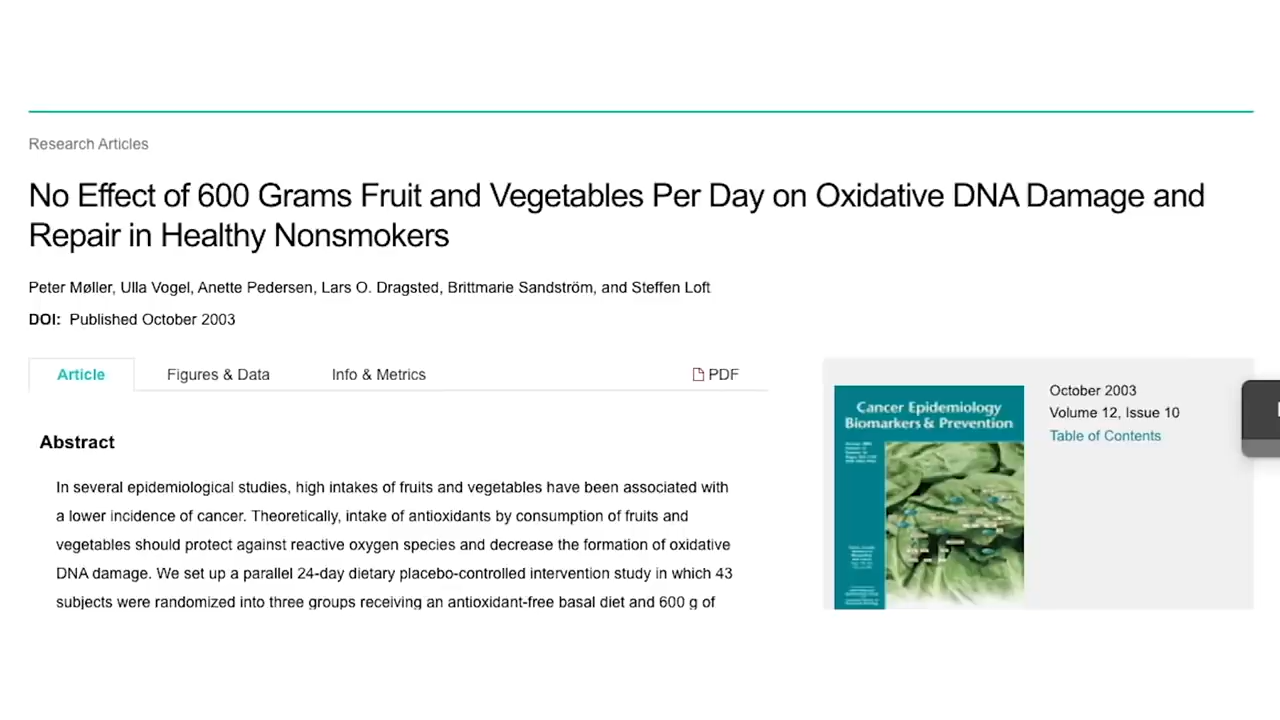 Research Articles
No Effect of 600 Grams Fruit and Vegetables Per Day on Oxidative DNA Damage and
Repair in Healthy Nonsmokers
Peter Møller, Ulla Vogel, Anette Pedersen, Lars O. Dragsted, Brittmarie Sandström, and Steffen Loft
DOI: Published October 2003
Article Figures & Data Info & Metrics PDF
Abstract
In several epidemiological studies, high intakes of fruits and vegetables have been associated with
a lower incidence of cancer. Theoretically, intake of antioxidants by consumption of fruits and
vegetables should protect against reactive oxygen species and decrease the formation of oxidative
DNA damage. We set up a parallel 24-day dietary placebo-controlled intervention study in which 43
subjects were randomized into three groups receiving an antioxidant-free basal diet and 600 g of
Cancer Epidemiology
Biomarkers & Prevention
October 2003
Volume 12, Issue 10
Table of Contents